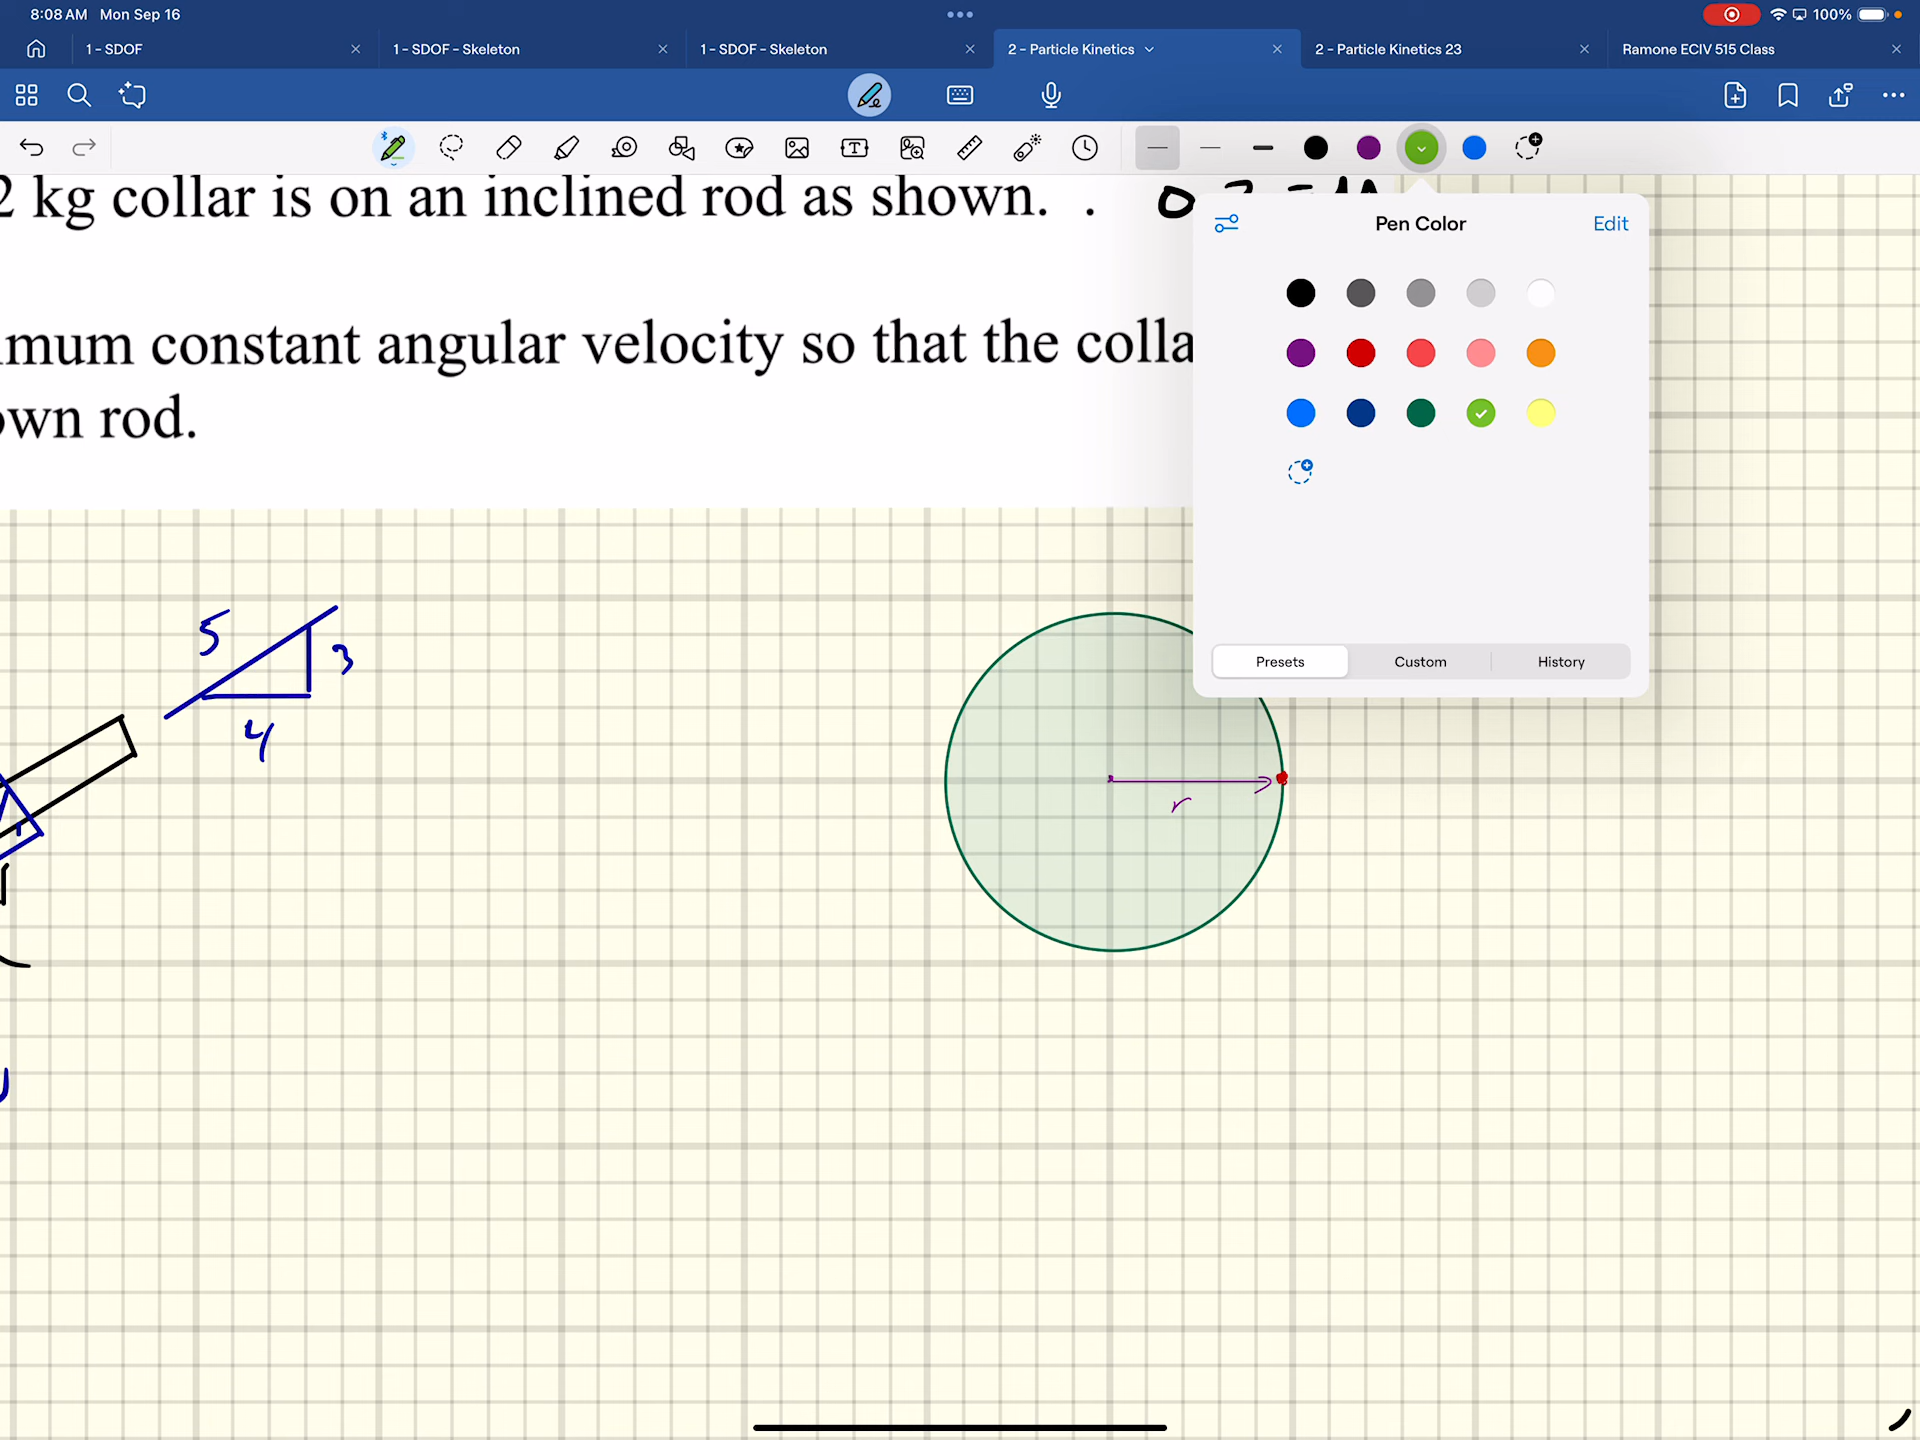 8:08 AM Mon Sep 16
100%
1 - SDOF
1 - SDOF - Skeleton
1 - SDOF - Skeleton
2 - Particle Kinetics
2 - Particle Kinetics 23
Ramone ECIV 515 Class
2 kg collar is on an inclined rod as shown. .
Pen Color
Edit
mum constant angular velocity so that the colla
own rod.
Presets
Custom
History
5
3
4
r